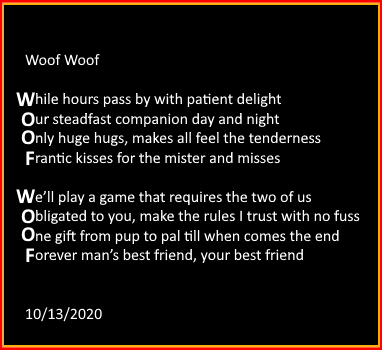 Woof Woof
While hours pass by with patient delight
Our steadfast companion day and night
Only huge hugs, makes all feel the tenderness
Frantic kisses for the mister and misses
We’ll play a game that requires the two of us
Obligated to you, make the rules I trust with no fuss
One gift from pup to pal till when comes the end
Forever man’s best friend, your best friend
10/13/2020